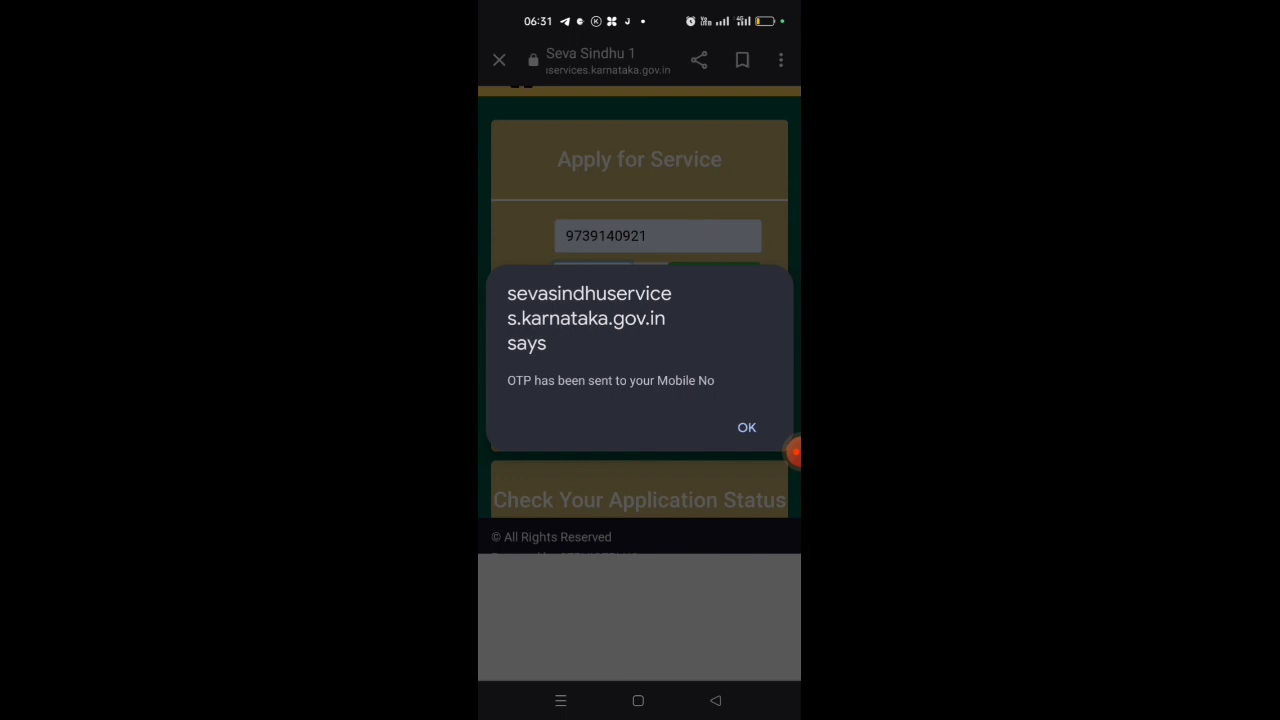 06:31
Seva Sindhu 1
services.karnataka.gov.in
Apply for Service
9739140921
sevasindhuservice
s.karnataka.gov.in
says
OTP has been sent to your Mobile No
OK
Check Your Application Status
© All Rights Reserved